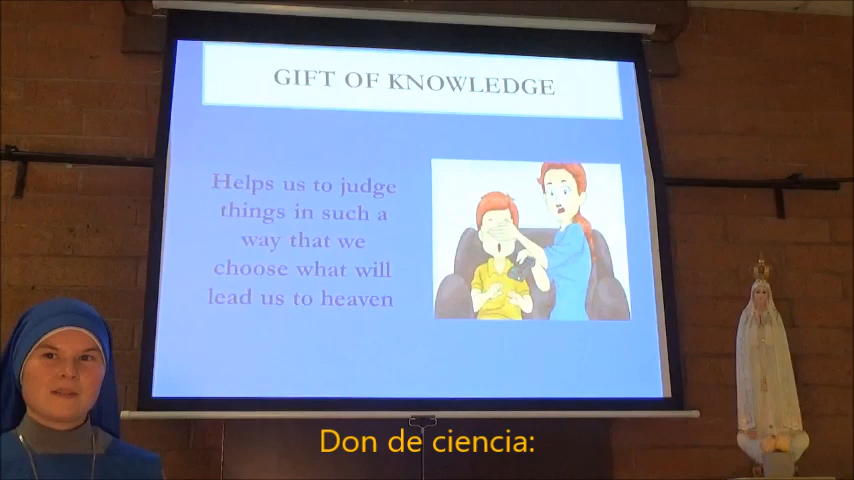 GIFT OF KNOWLEDGE
Helps us to judge
things in such a
way that we
choose what will
lead us to heaven
Don de ciencia: